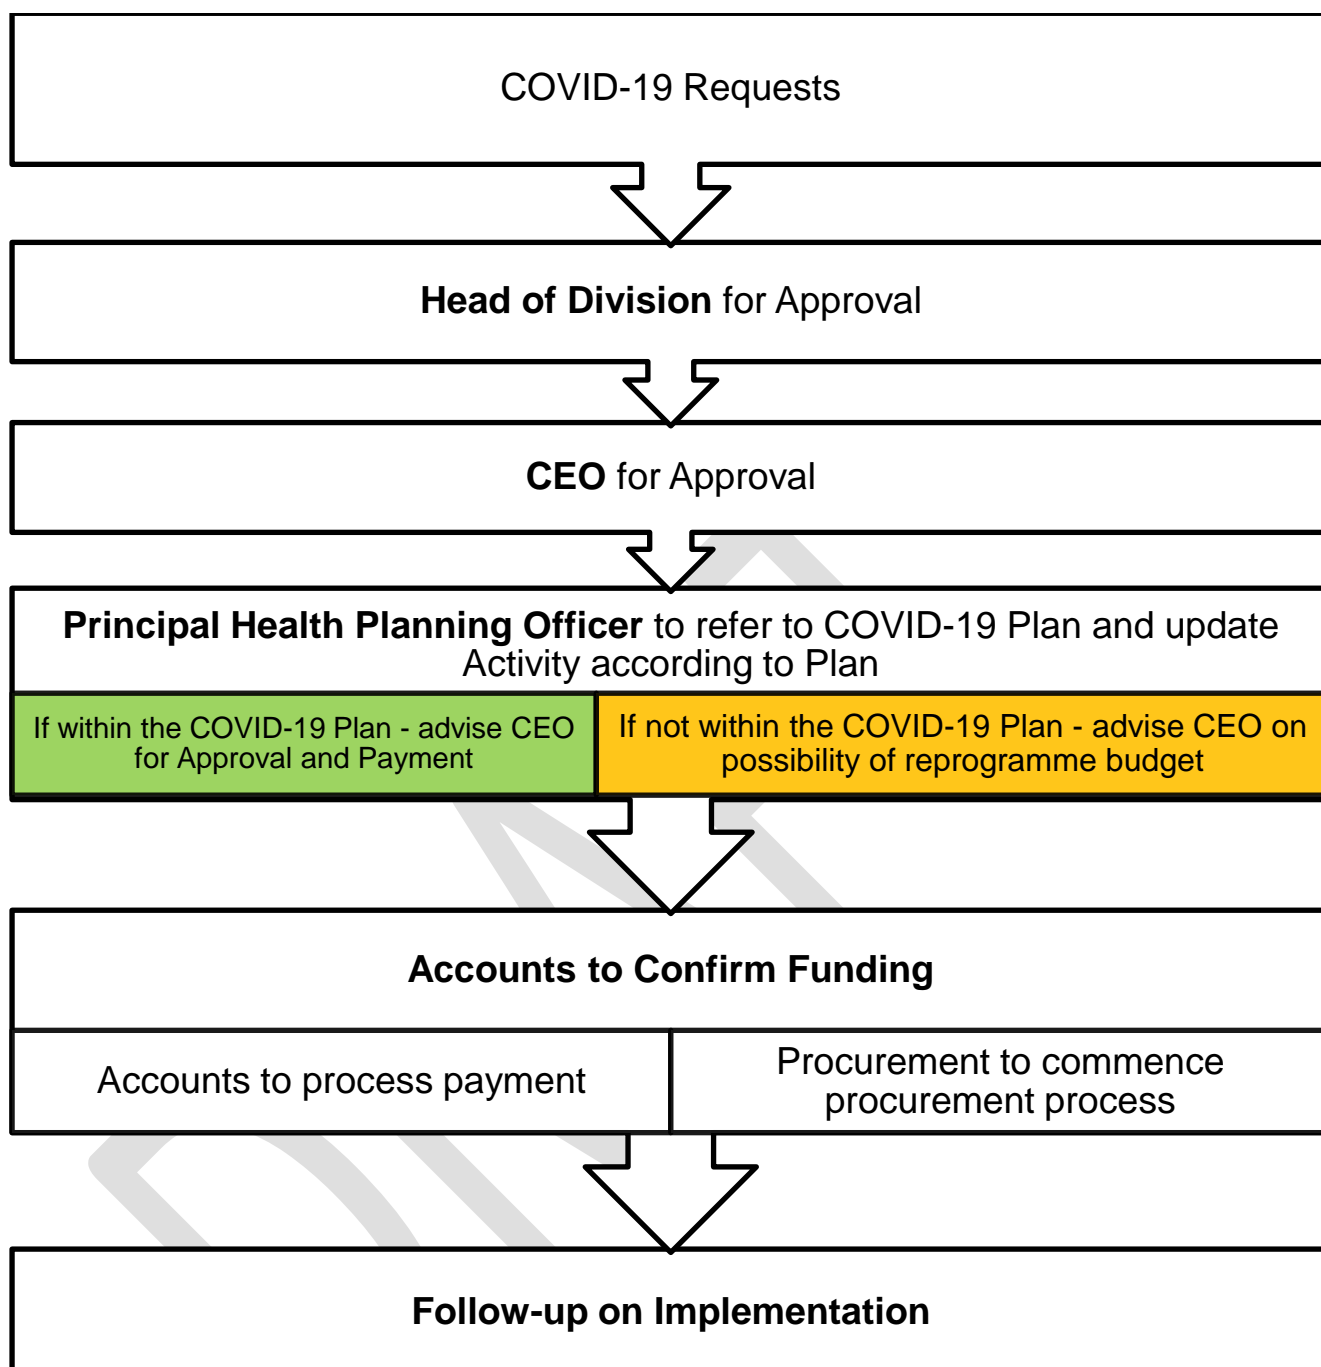 COVID-19 Requests
Head of Division for Approval
CEO for Approval
Principal Health Planning Officer to refer to COVID-19 Plan and update
Activity according to Plan
If within the COVID-19 Plan - advise CEO
for Approval and Payment
If not within the COVID-19 Plan - advise CEO on
possibility of reprogramme budget
Accounts to Confirm Funding
Accounts to process payment
Procurement to commence
procurement process
Follow-up on Implementation